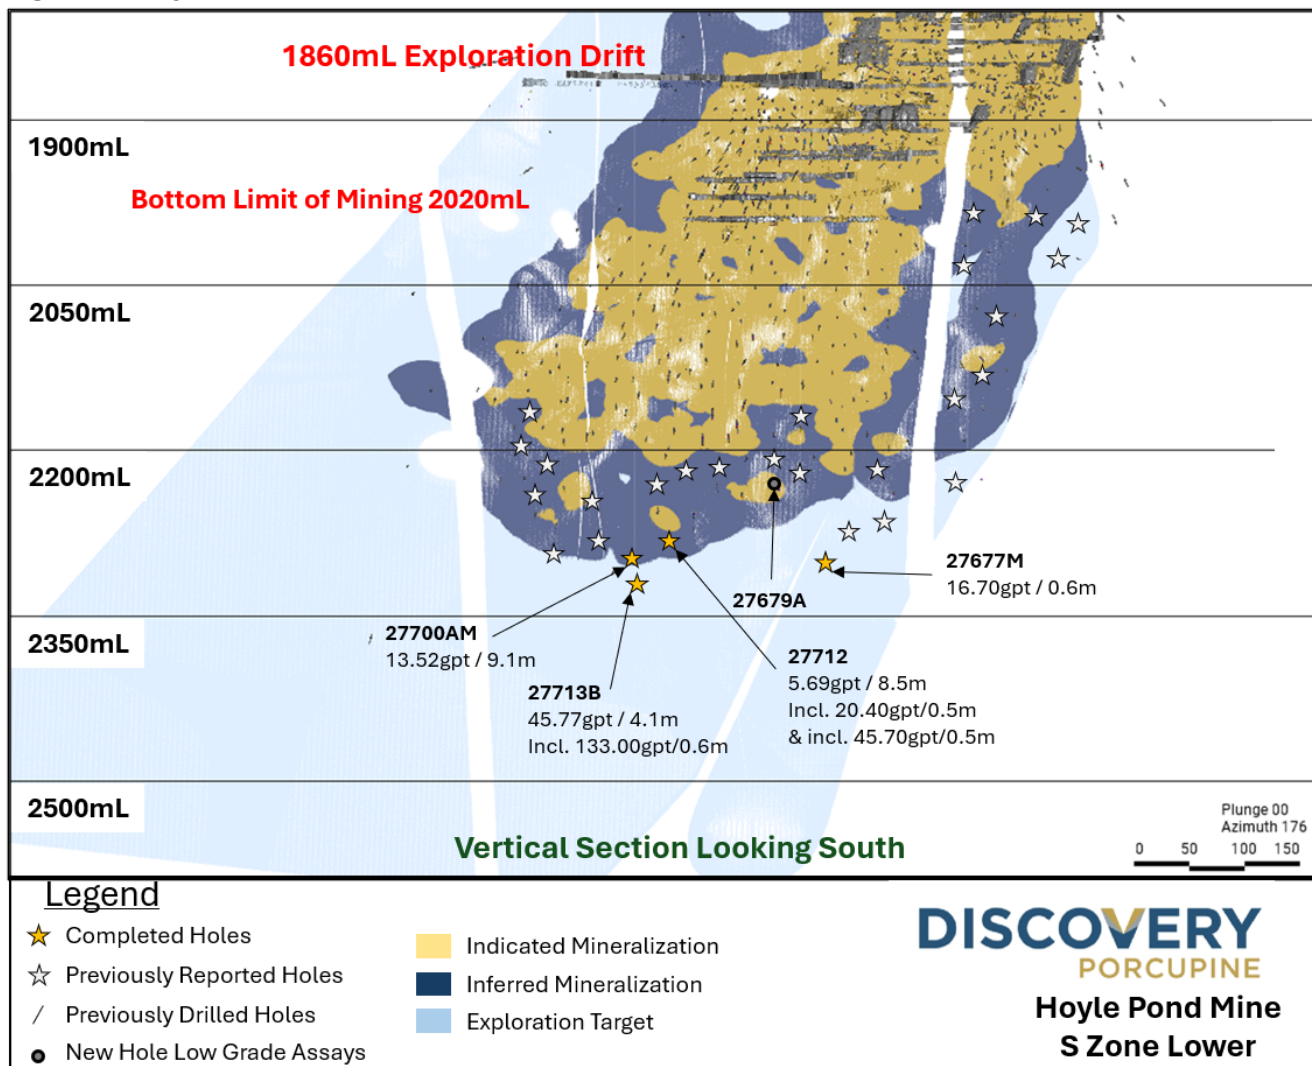 1860mL Exploration Drift
1900mL
Bottom Limit of Mining 2020mL
2050mL
2200mL
27677M
16.70gpt / 0.6m
27679A
2350mL
27700AM
13.52gpt / 9.1m
27712
5.69gpt / 8.5m
Incl. 20.40gpt/0.5m
& incl. 45.70gpt/0.5m
27713B
45.77gpt / 4.1m
Incl. 133.00gpt/0.6m
2500mL
Vertical Section Looking South
Plunge 00
Azimuth 176
0 50 100 150
Legend
Completed Holes
Previously Reported Holes
Previously Drilled Holes
New Hole Low Grade Assays
Indicated Mineralization
Inferred Mineralization
Exploration Target
DISCOVERY
PORCUPINE
Hoyle Pond Mine
S Zone Lower